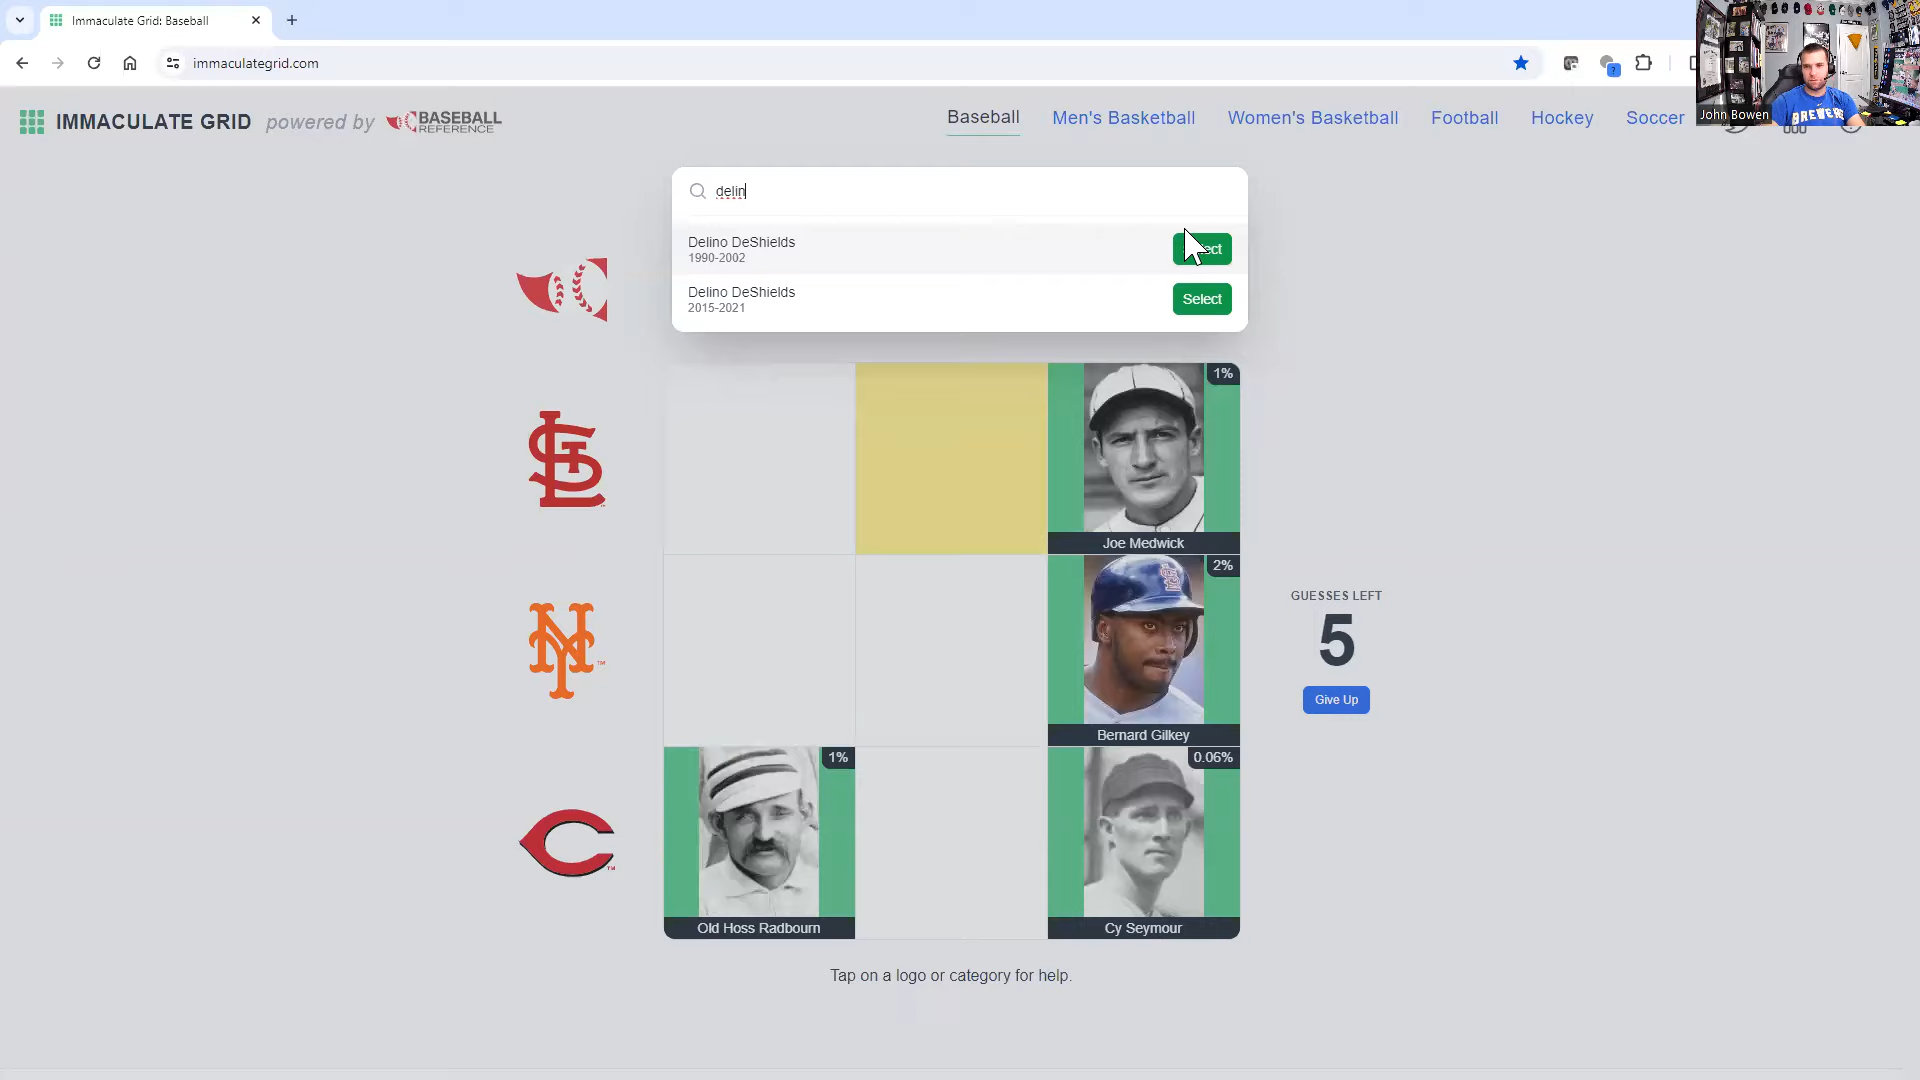 Immaculate Grid: Baseball
immaculategrid.com
IMMACULATE GRID powered by BASEBALL REFERENCE
Baseball Men's Basketball Women's Basketball Football Hockey Soccer
John Bowen
BREWERS
delin
Delino DeShields
1990-2002
Delino DeShields
2015-2021
Select
1%
Joe Medwick
2%
Bernard Gilkey
GUESSES LEFT
5
Give Up
1%
Old Hoss Radbourn
0.06%
Cy Seymour
Tap on a logo or category for help.